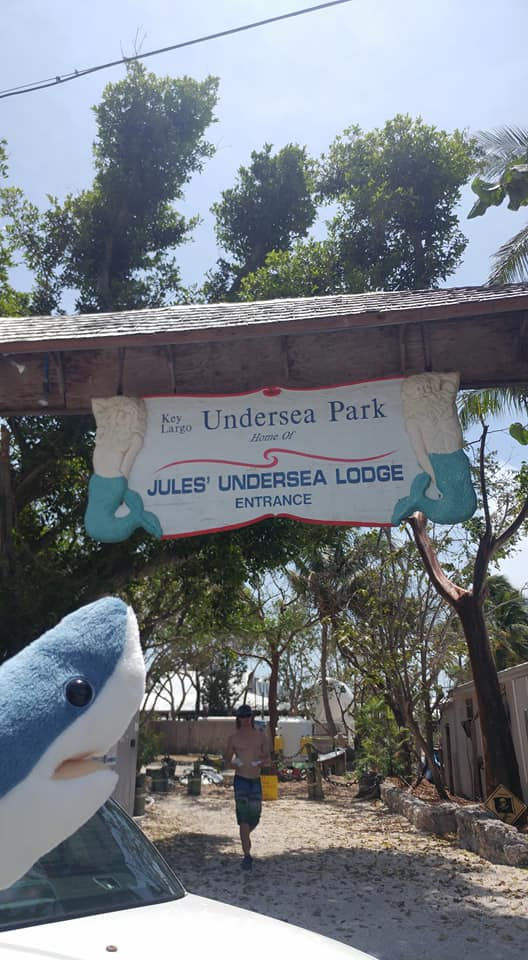 Key
Largo
Undersea Park
Home Of
JULES' UNDERSEA LODGE
ENTRANCE